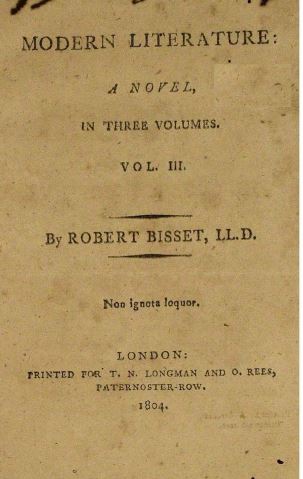 MODERN LITERATURE:
A NOVEL,
IN THREE VOLUMES.
VOL. III.
By ROBERT BISSET, LL.D.
Non ignota loquor.
LONDON:
PRINTED FOR T. N. LONGMAN AND O. REES,
PATERNOSTER-ROW.
1804.